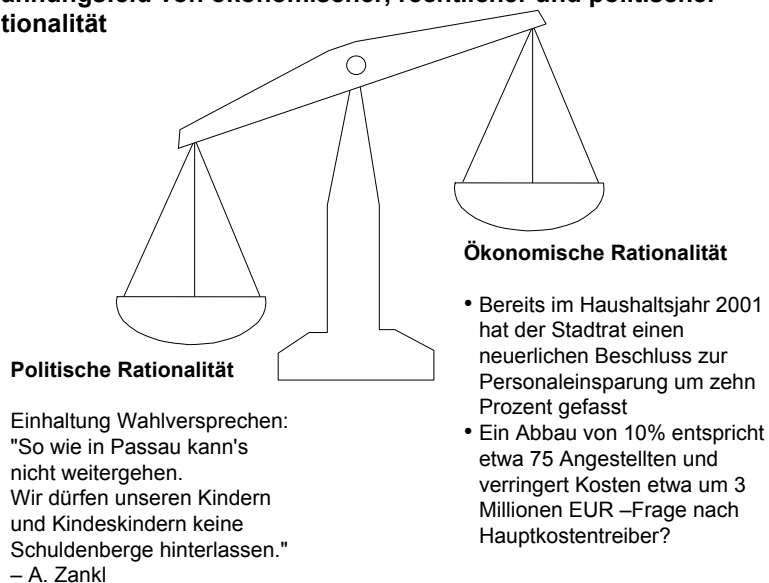 tionalität
Politische Rationalität
Einhaltung Wahlversprechen:
"So wie in Passau kann's
nicht weitergehen.
Wir dürfen unseren Kindern
und Kindeskindern keine
Schuldenberge hinterlassen."
– A. Zankl
Ökonomische Rationalität
• Bereits im Haushaltsjahr 2001
hat der Stadtrat einen
neuerlichen Beschluss zur
Personaleinsparung um zehn
Prozent gefasst
• Ein Abbau von 10% entspricht
etwa 75 Angestellten und
verringert Kosten etwa um 3
Millionen EUR –Frage nach
Hauptkostentreiber?